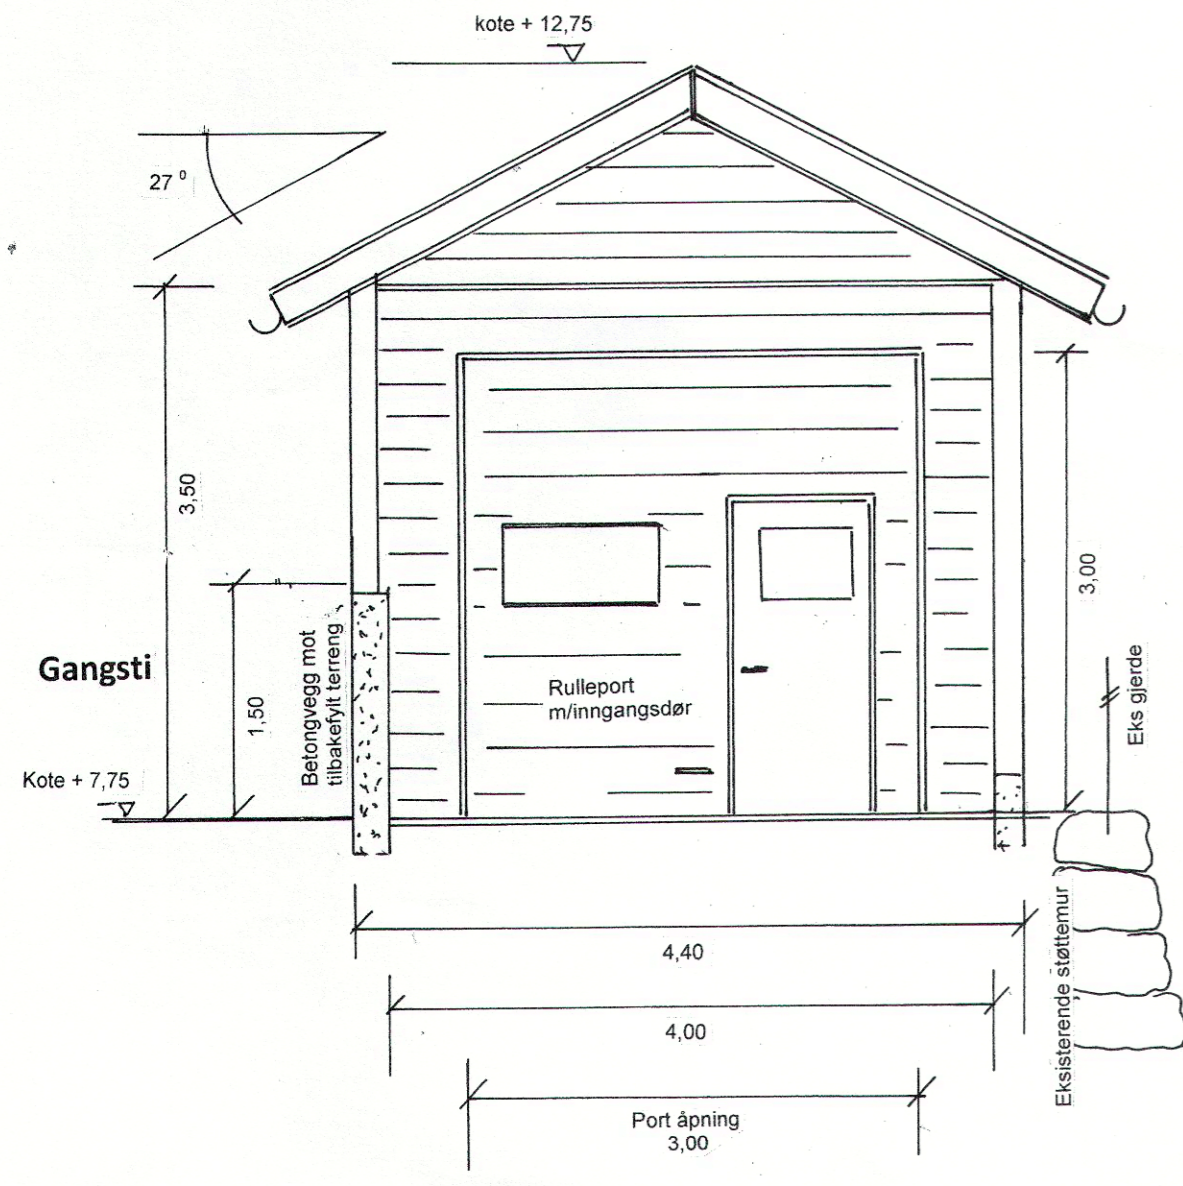 kote + 12,75
27 °
3,50
3,00
1,50
Betongvegg mot
tilbakefylt terreng
Gangsti
Rulleport
m/inngangsdør
Eks gjerde
Kote + 7,75
4,40
4,00
Eksisterende støttemur
Port åpning
3,00